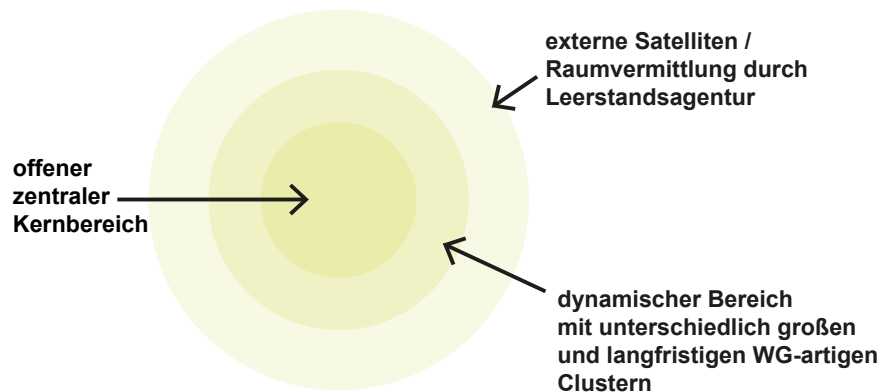 externe Satelliten /
Raumvermittlung durch
Leerstandsagentur
offener
zentraler
Kernbereich
dynamischer Bereich
mit unterschiedlich großen
und langfristigen WG-artigen
Clustern